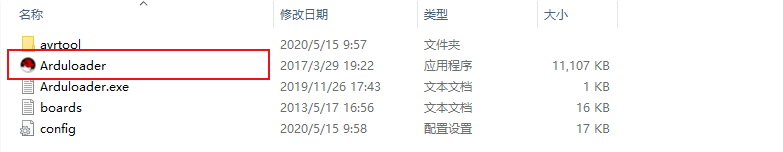 名称 修改日期 类型 大小
avrtool 2020/5/15 9:57 文件夹
Arduloader 2017/3/29 19:22 应用程序 11,107 KB
Arduloader.exe 2019/11/26 17:43 文本文档 1 KB
boards 2013/5/17 16:56 文本文档 16 KB
config 2020/5/15 9:58 配置设置 17 KB